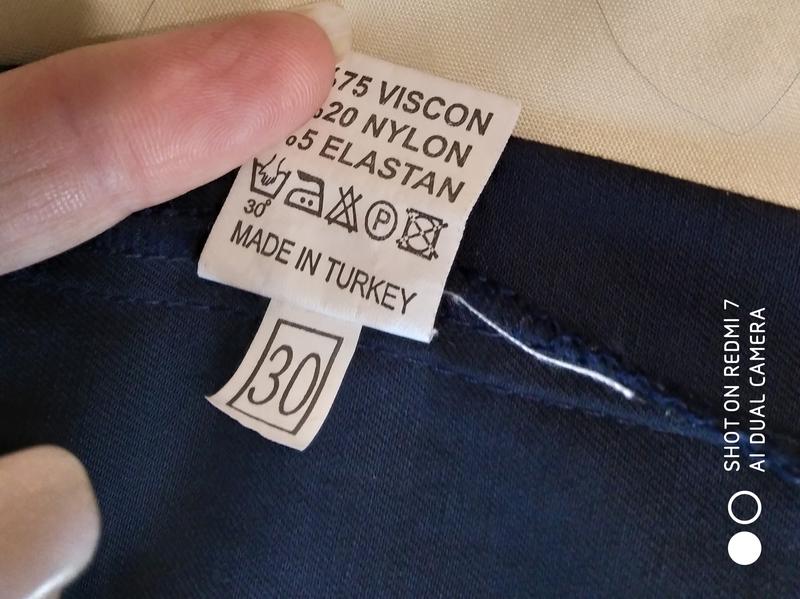 %75 VISCON
%20 NYLON
%5 ELASTAN
30°
P
MADE IN TURKEY
30
SHOT ON REDMI 7
AI DUAL CAMERA